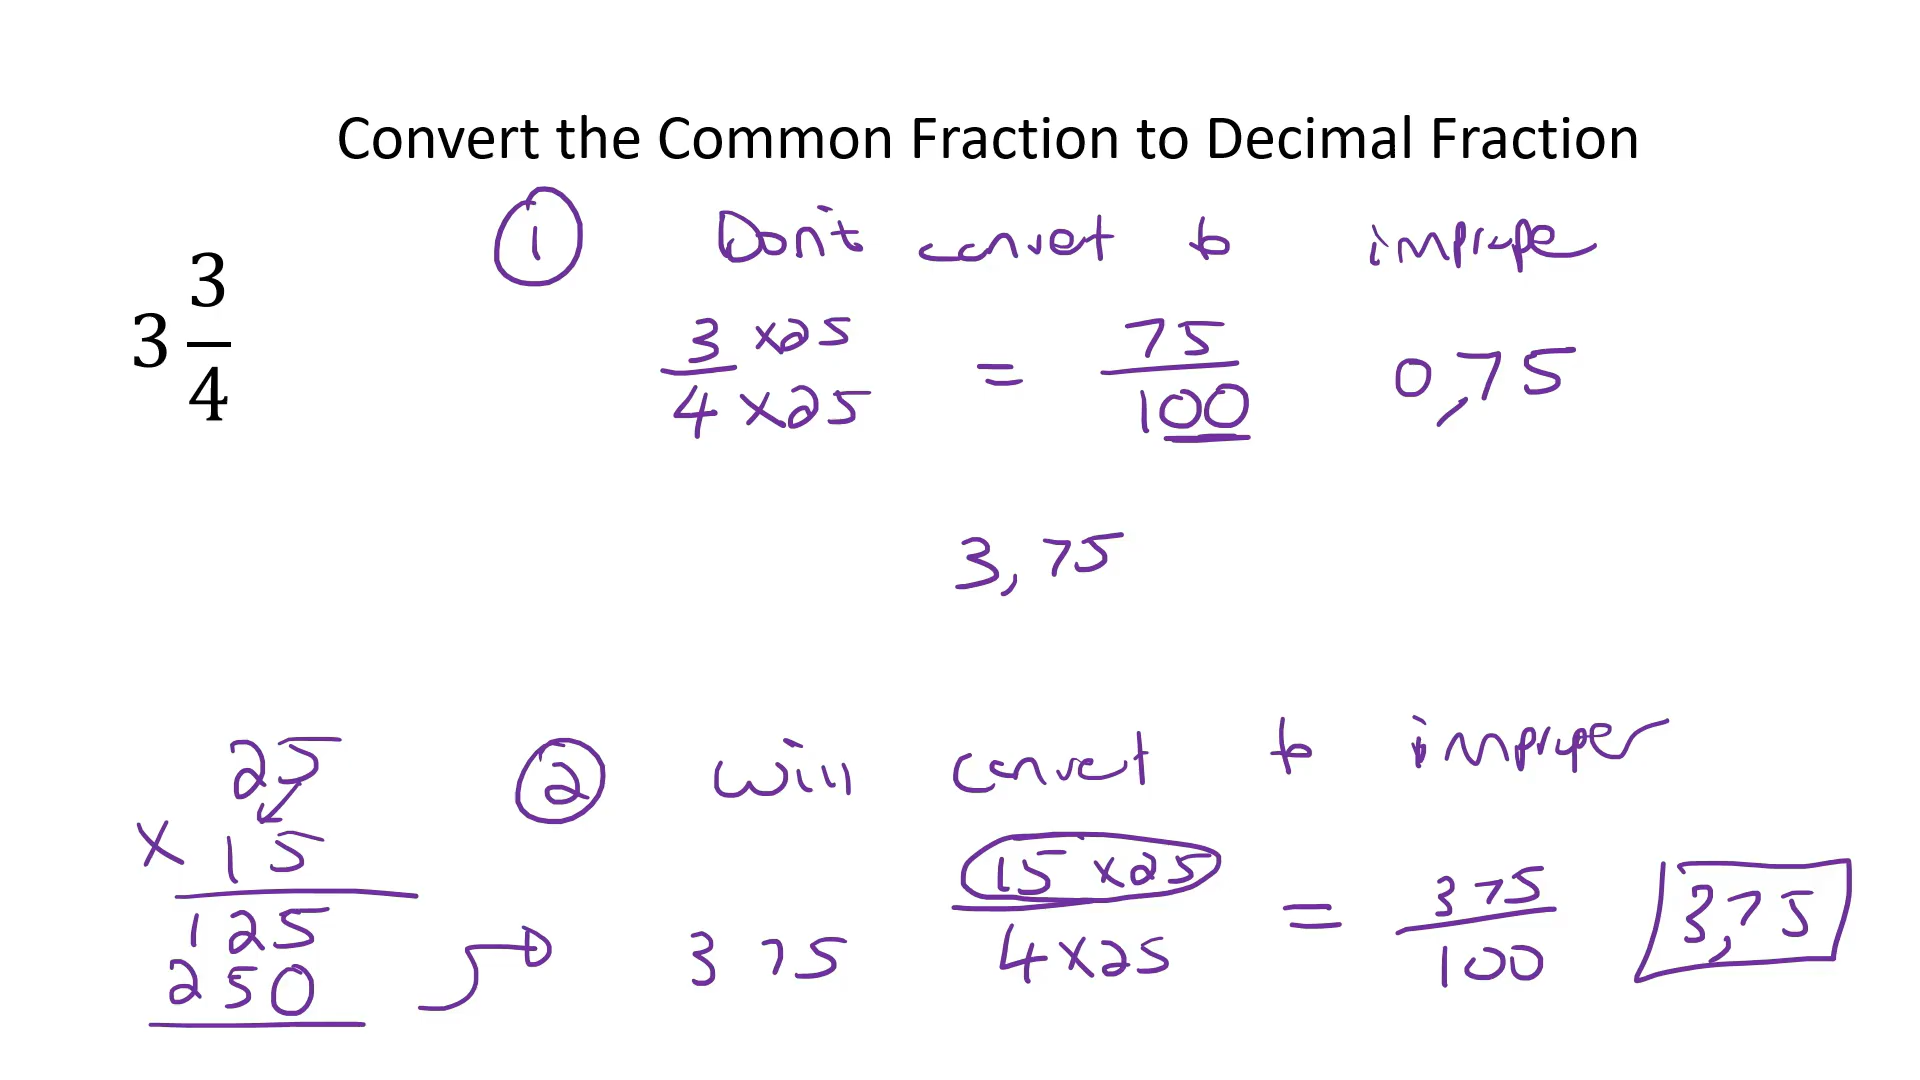 Convert the Common Fraction to Decimal Fraction
3 3/4
1 Don't convert to improper
3 x25 / 4 x25 = 75 / 100 0,75
3,75
2 will convert to improper
25
x 15
125
250
375
15 x25 / 4 x25 = 375 / 100 3,75